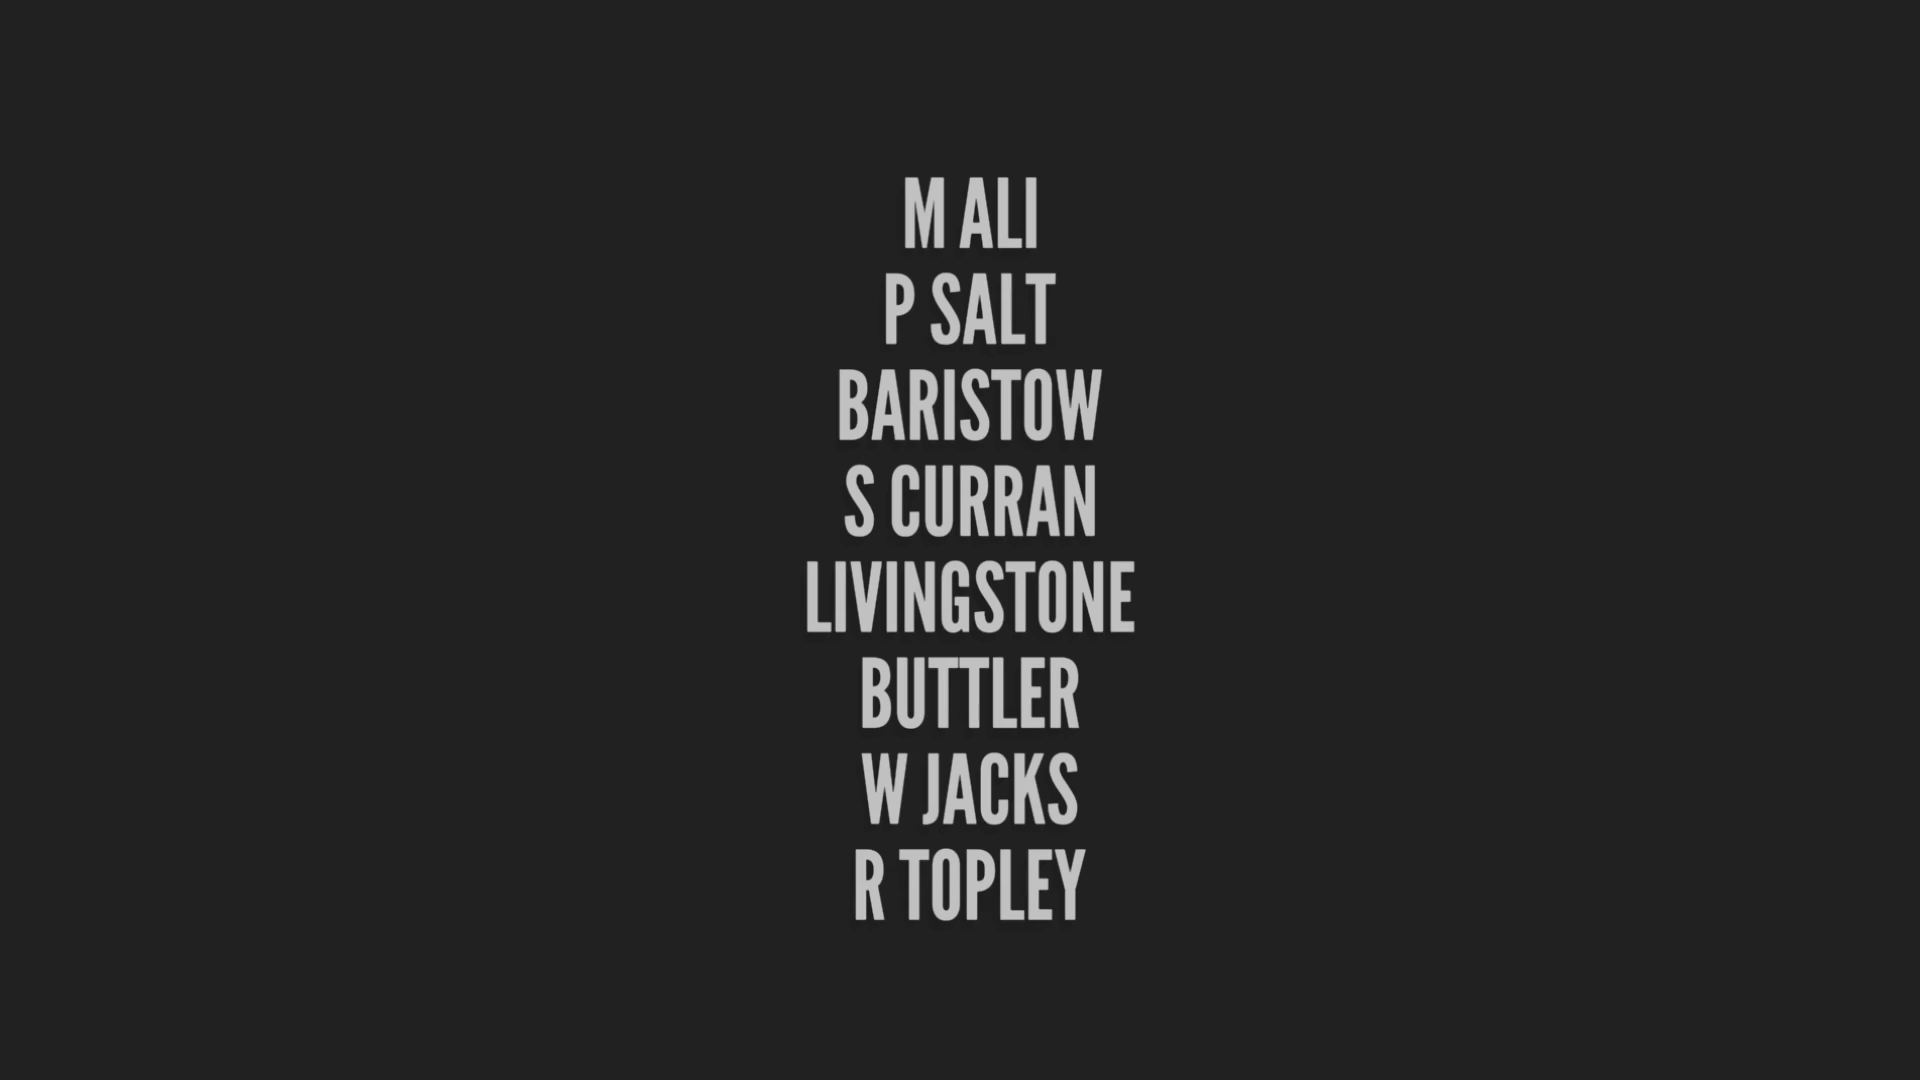 M ALI
P SALT
BARISTOW
S CURRAN
LIVINGSTONE
BUTTLER
W JACKS
R TOPLEY